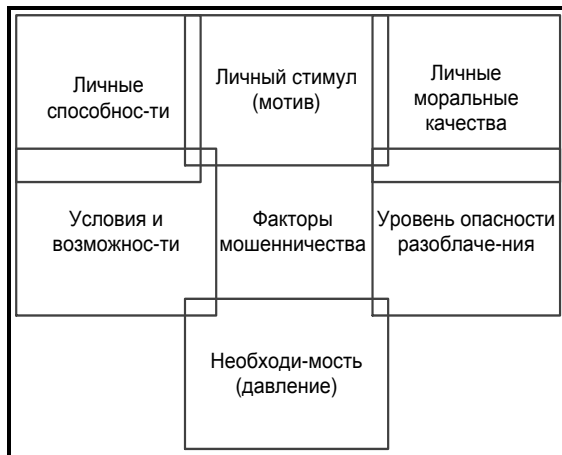 Личные
способнос-ти
Личный стимул
(мотив)
Личные
моральные
качества
Условия и
возможнос-ти
Факторы
мошенничества
Уровень опасности
разоблаче-ния
Необходи-мость
(давление)